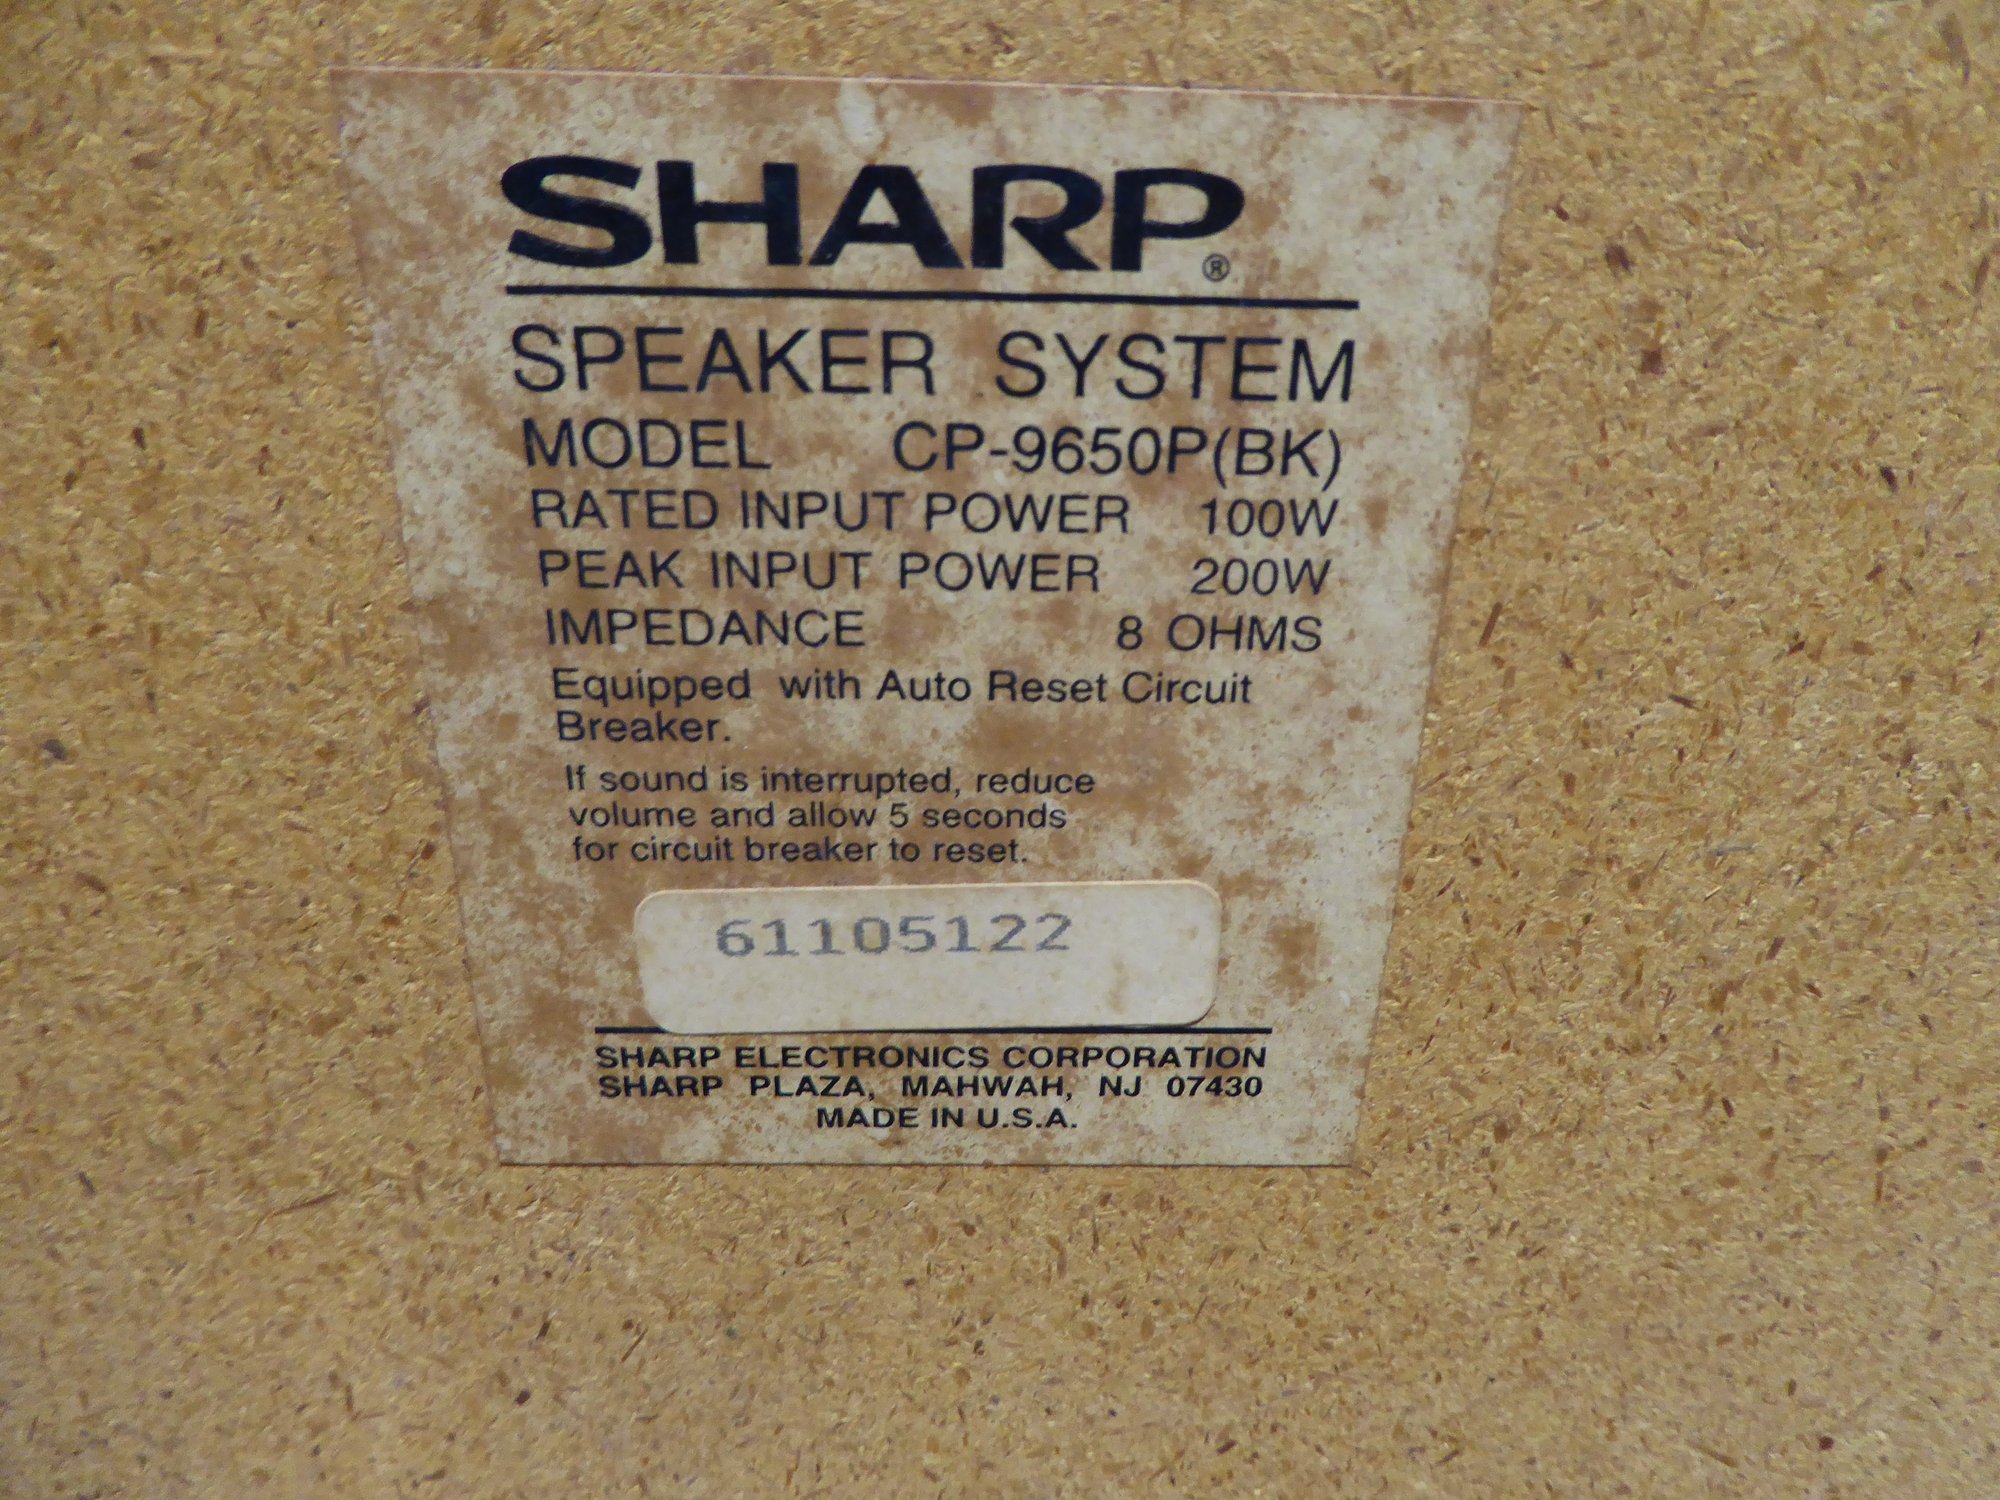 SHARP®
SPEAKER SYSTEM
MODEL CP-9650P(BK)
RATED INPUT POWER 100W
PEAK INPUT POWER 200W
IMPEDANCE 8 OHMS
Equipped with Auto Reset Circuit
Breaker.
If sound is interrupted, reduce
volume and allow 5 seconds
for circuit breaker to reset.
61105122
SHARP ELECTRONICS CORPORATION
SHARP PLAZA, MAHWAH, NJ 07430
MADE IN U.S.A.